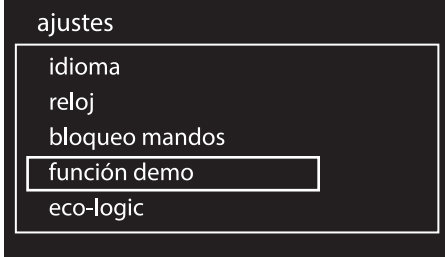 ajustes
idioma
reloj
bloqueo mandos
función demo
eco-logic